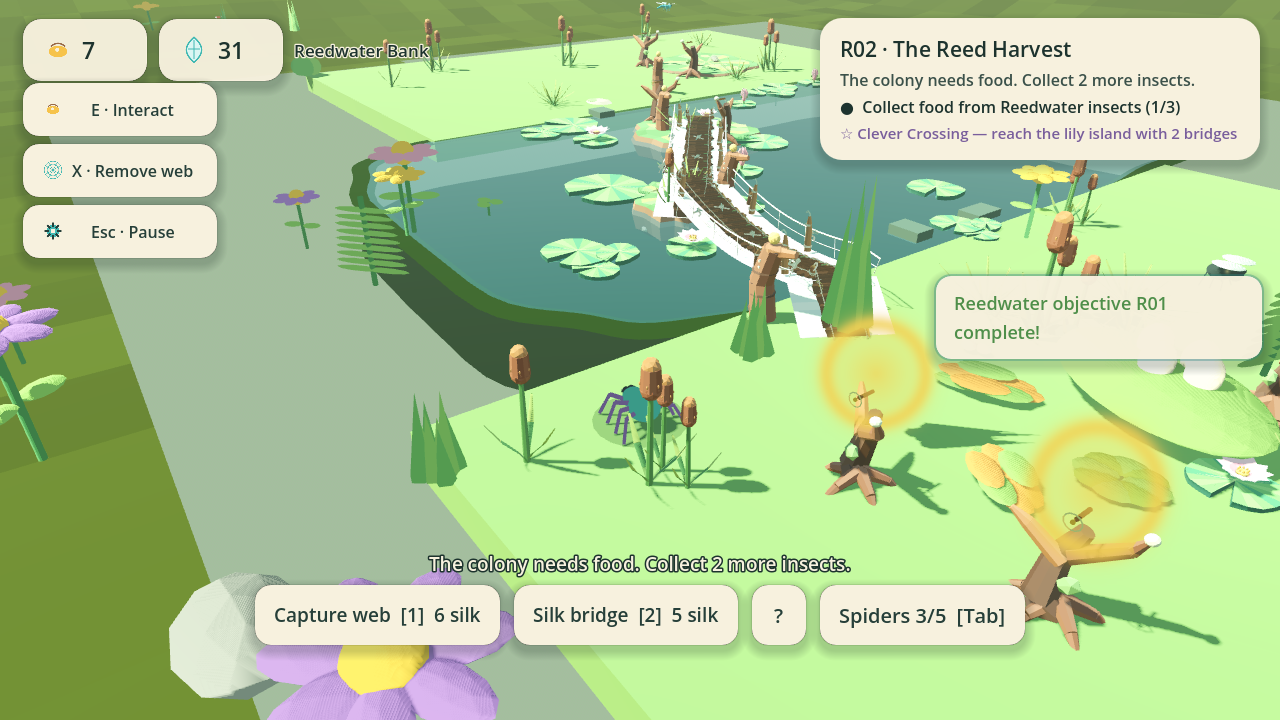 7
31
Reedwater Bank
E · Interact
X · Remove web
Esc · Pause
R02 · The Reed Harvest
The colony needs food. Collect 2 more insects.
● Collect food from Reedwater insects (1/3)
☆ Clever Crossing — reach the lily island with 2 bridges
Reedwater objective R01
complete!
The colony needs food. Collect 2 more insects.
Capture web [1] 6 silk
Silk bridge [2] 5 silk
?
Spiders 3/5 [Tab]